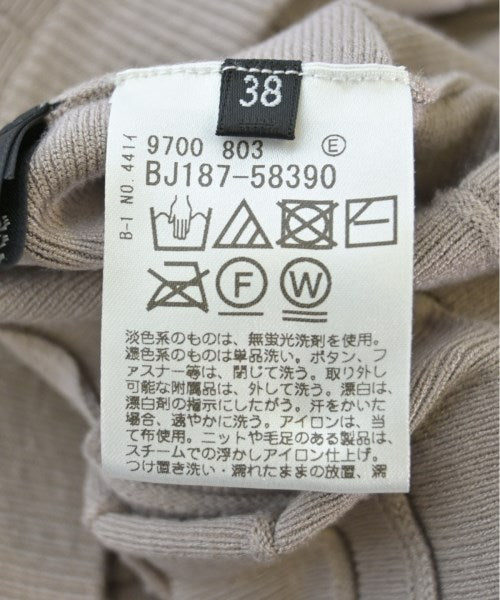 38
9700 803 Ⓔ
BJ187-58390
B-1 NO.4414
F W
淡色系のものは、無蛍光洗剤を使用。
濃色系のものは単品洗い。ボタン、フ
ァスナー等は、閉じて洗う。取り外し
可能な附属品は、外して洗う。漂白は、
漂白剤の指示にしたがう。汗をかいた
場合、速やかに洗う。アイロンは、当
て布使用。ニットや毛足のある製品は、
スチームでの浮かしアイロン仕上げ。
つけ置き洗い・濡れたままの放置、濡